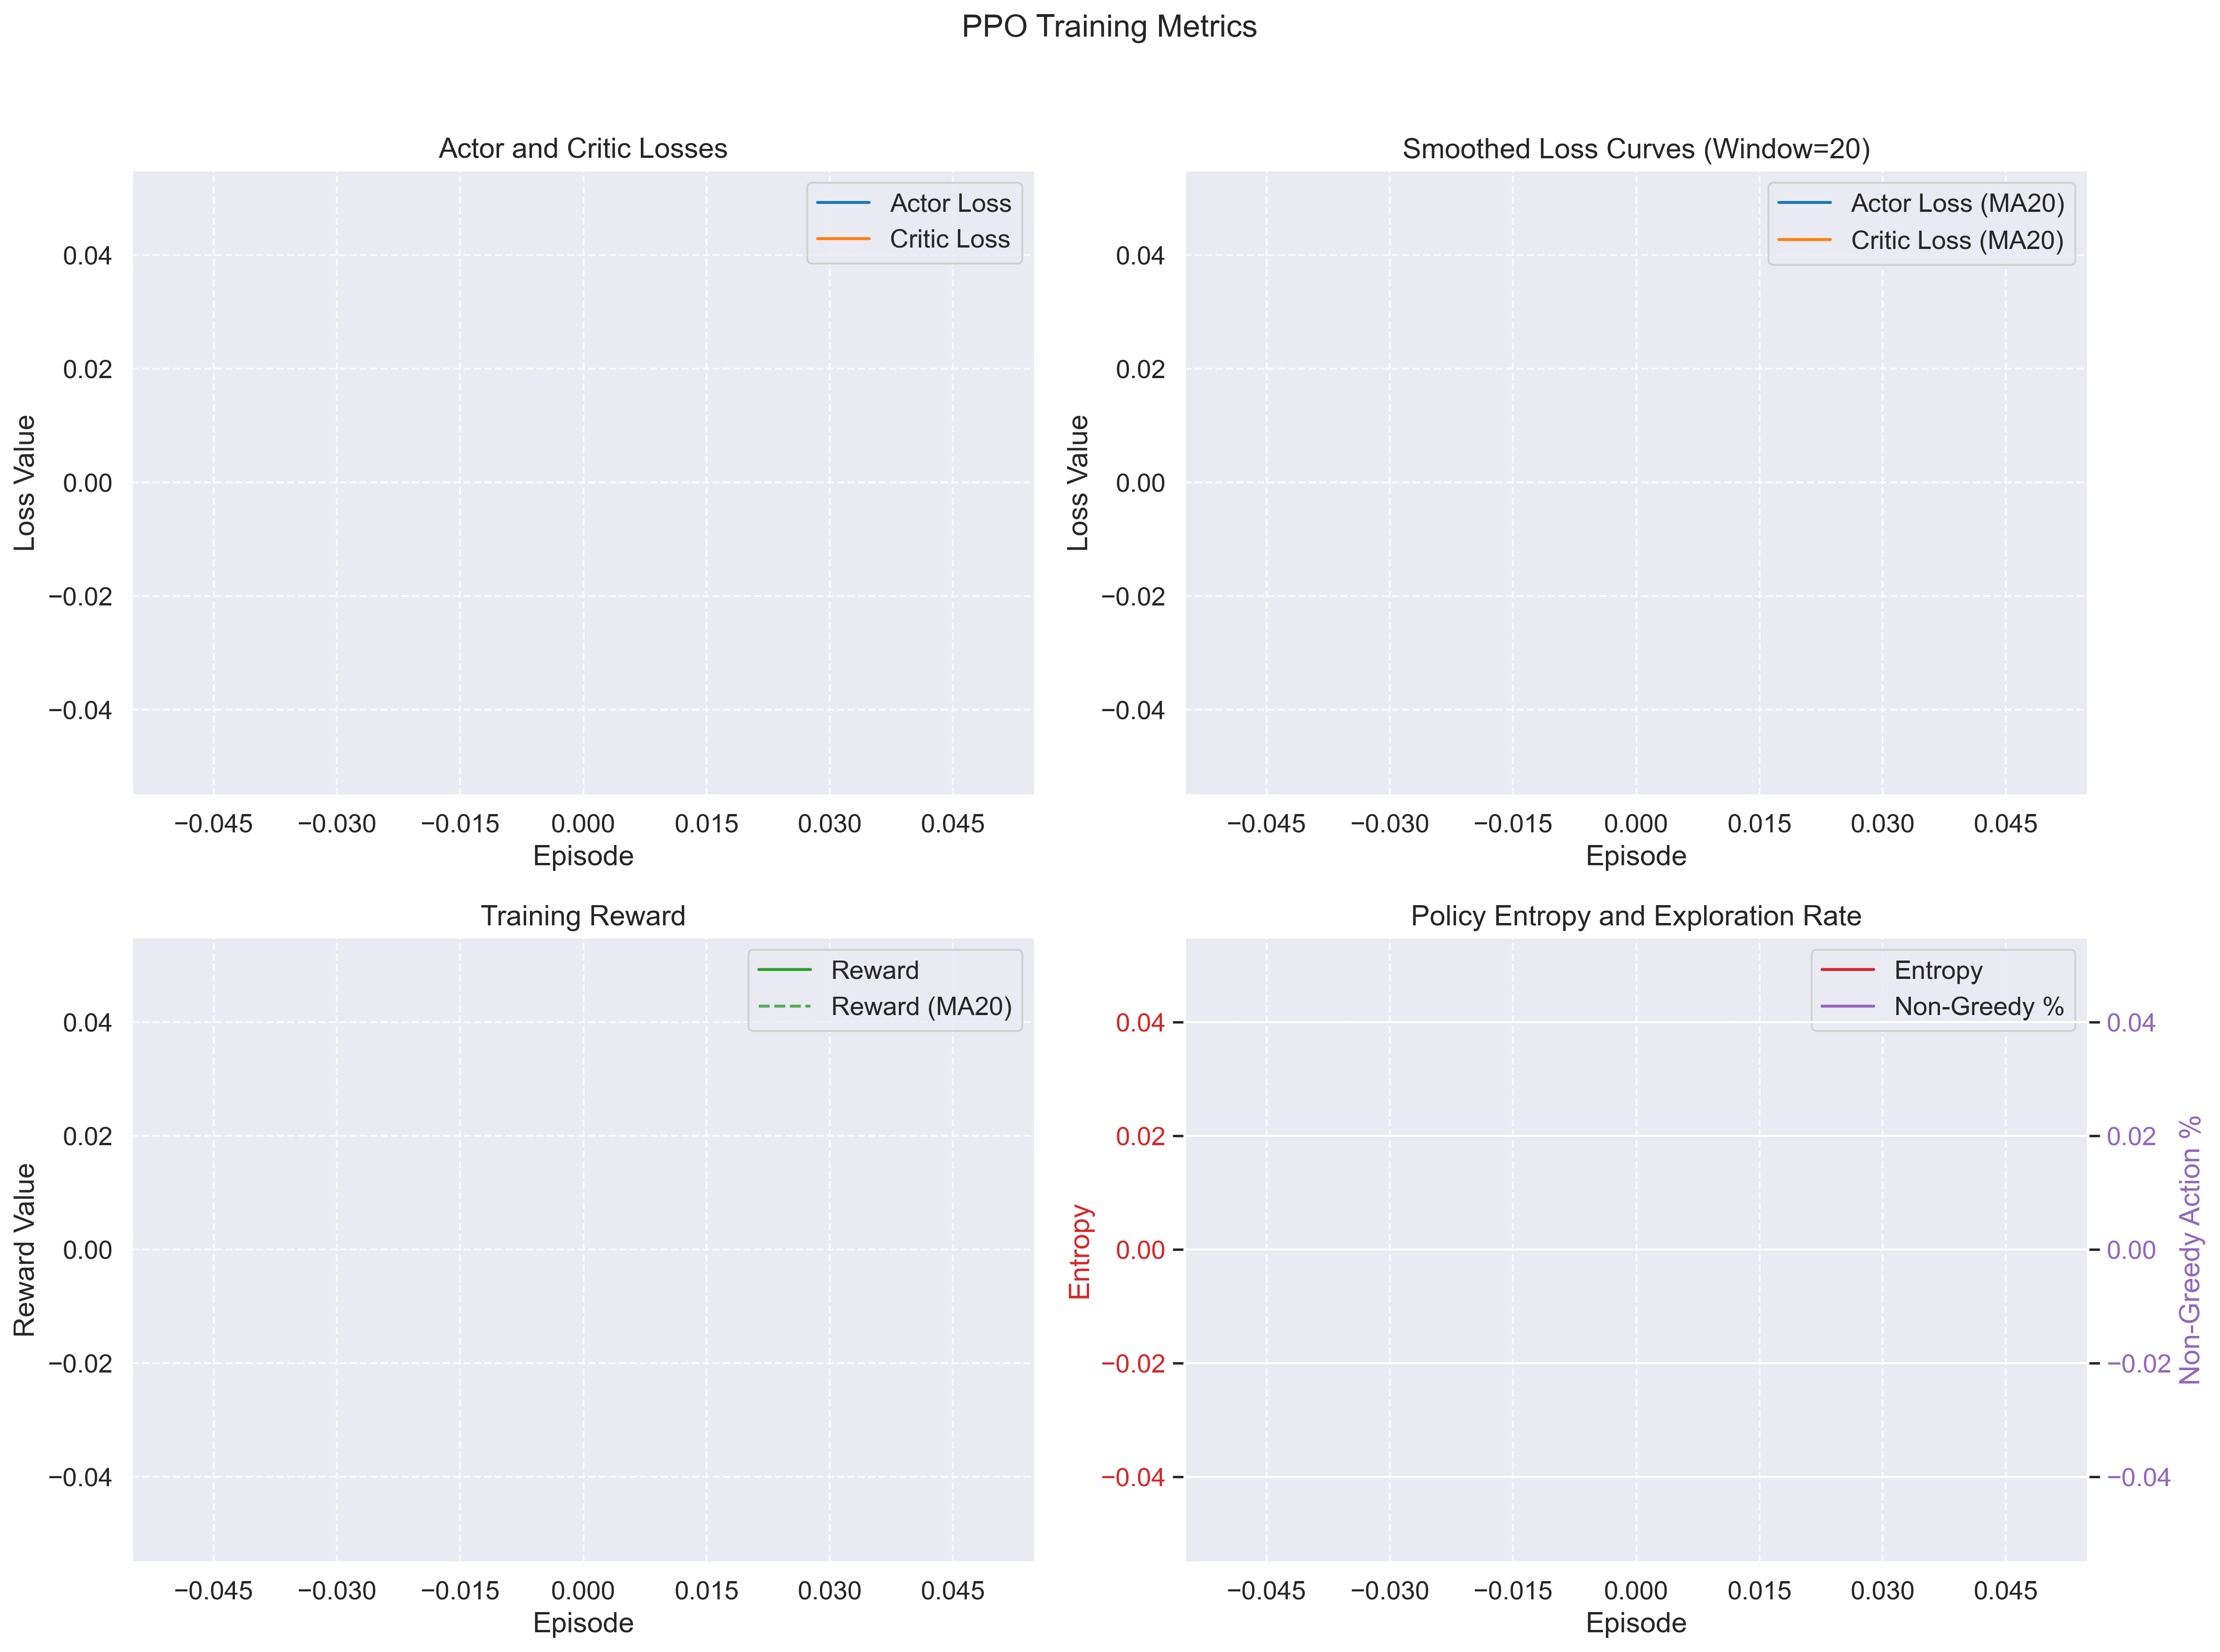 PPO Training Metrics
Actor and Critic Losses
Actor Loss
Critic Loss
Loss Value
0.04
0.02
0.00
−0.02
−0.04
−0.045 −0.030 −0.015 0.000 0.015 0.030 0.045
Episode
Smoothed Loss Curves (Window=20)
Actor Loss (MA20)
Critic Loss (MA20)
Loss Value
0.04
0.02
0.00
−0.02
−0.04
−0.045 −0.030 −0.015 0.000 0.015 0.030 0.045
Episode
Training Reward
Reward
Reward (MA20)
Reward Value
0.04
0.02
0.00
−0.02
−0.04
−0.045 −0.030 −0.015 0.000 0.015 0.030 0.045
Episode
Policy Entropy and Exploration Rate
Entropy
Non-Greedy %
Entropy
0.04
0.02
0.00
−0.02
−0.04
0.04
0.02
0.00
−0.02
−0.04
Non-Greedy Action %
−0.045 −0.030 −0.015 0.000 0.015 0.030 0.045
Episode